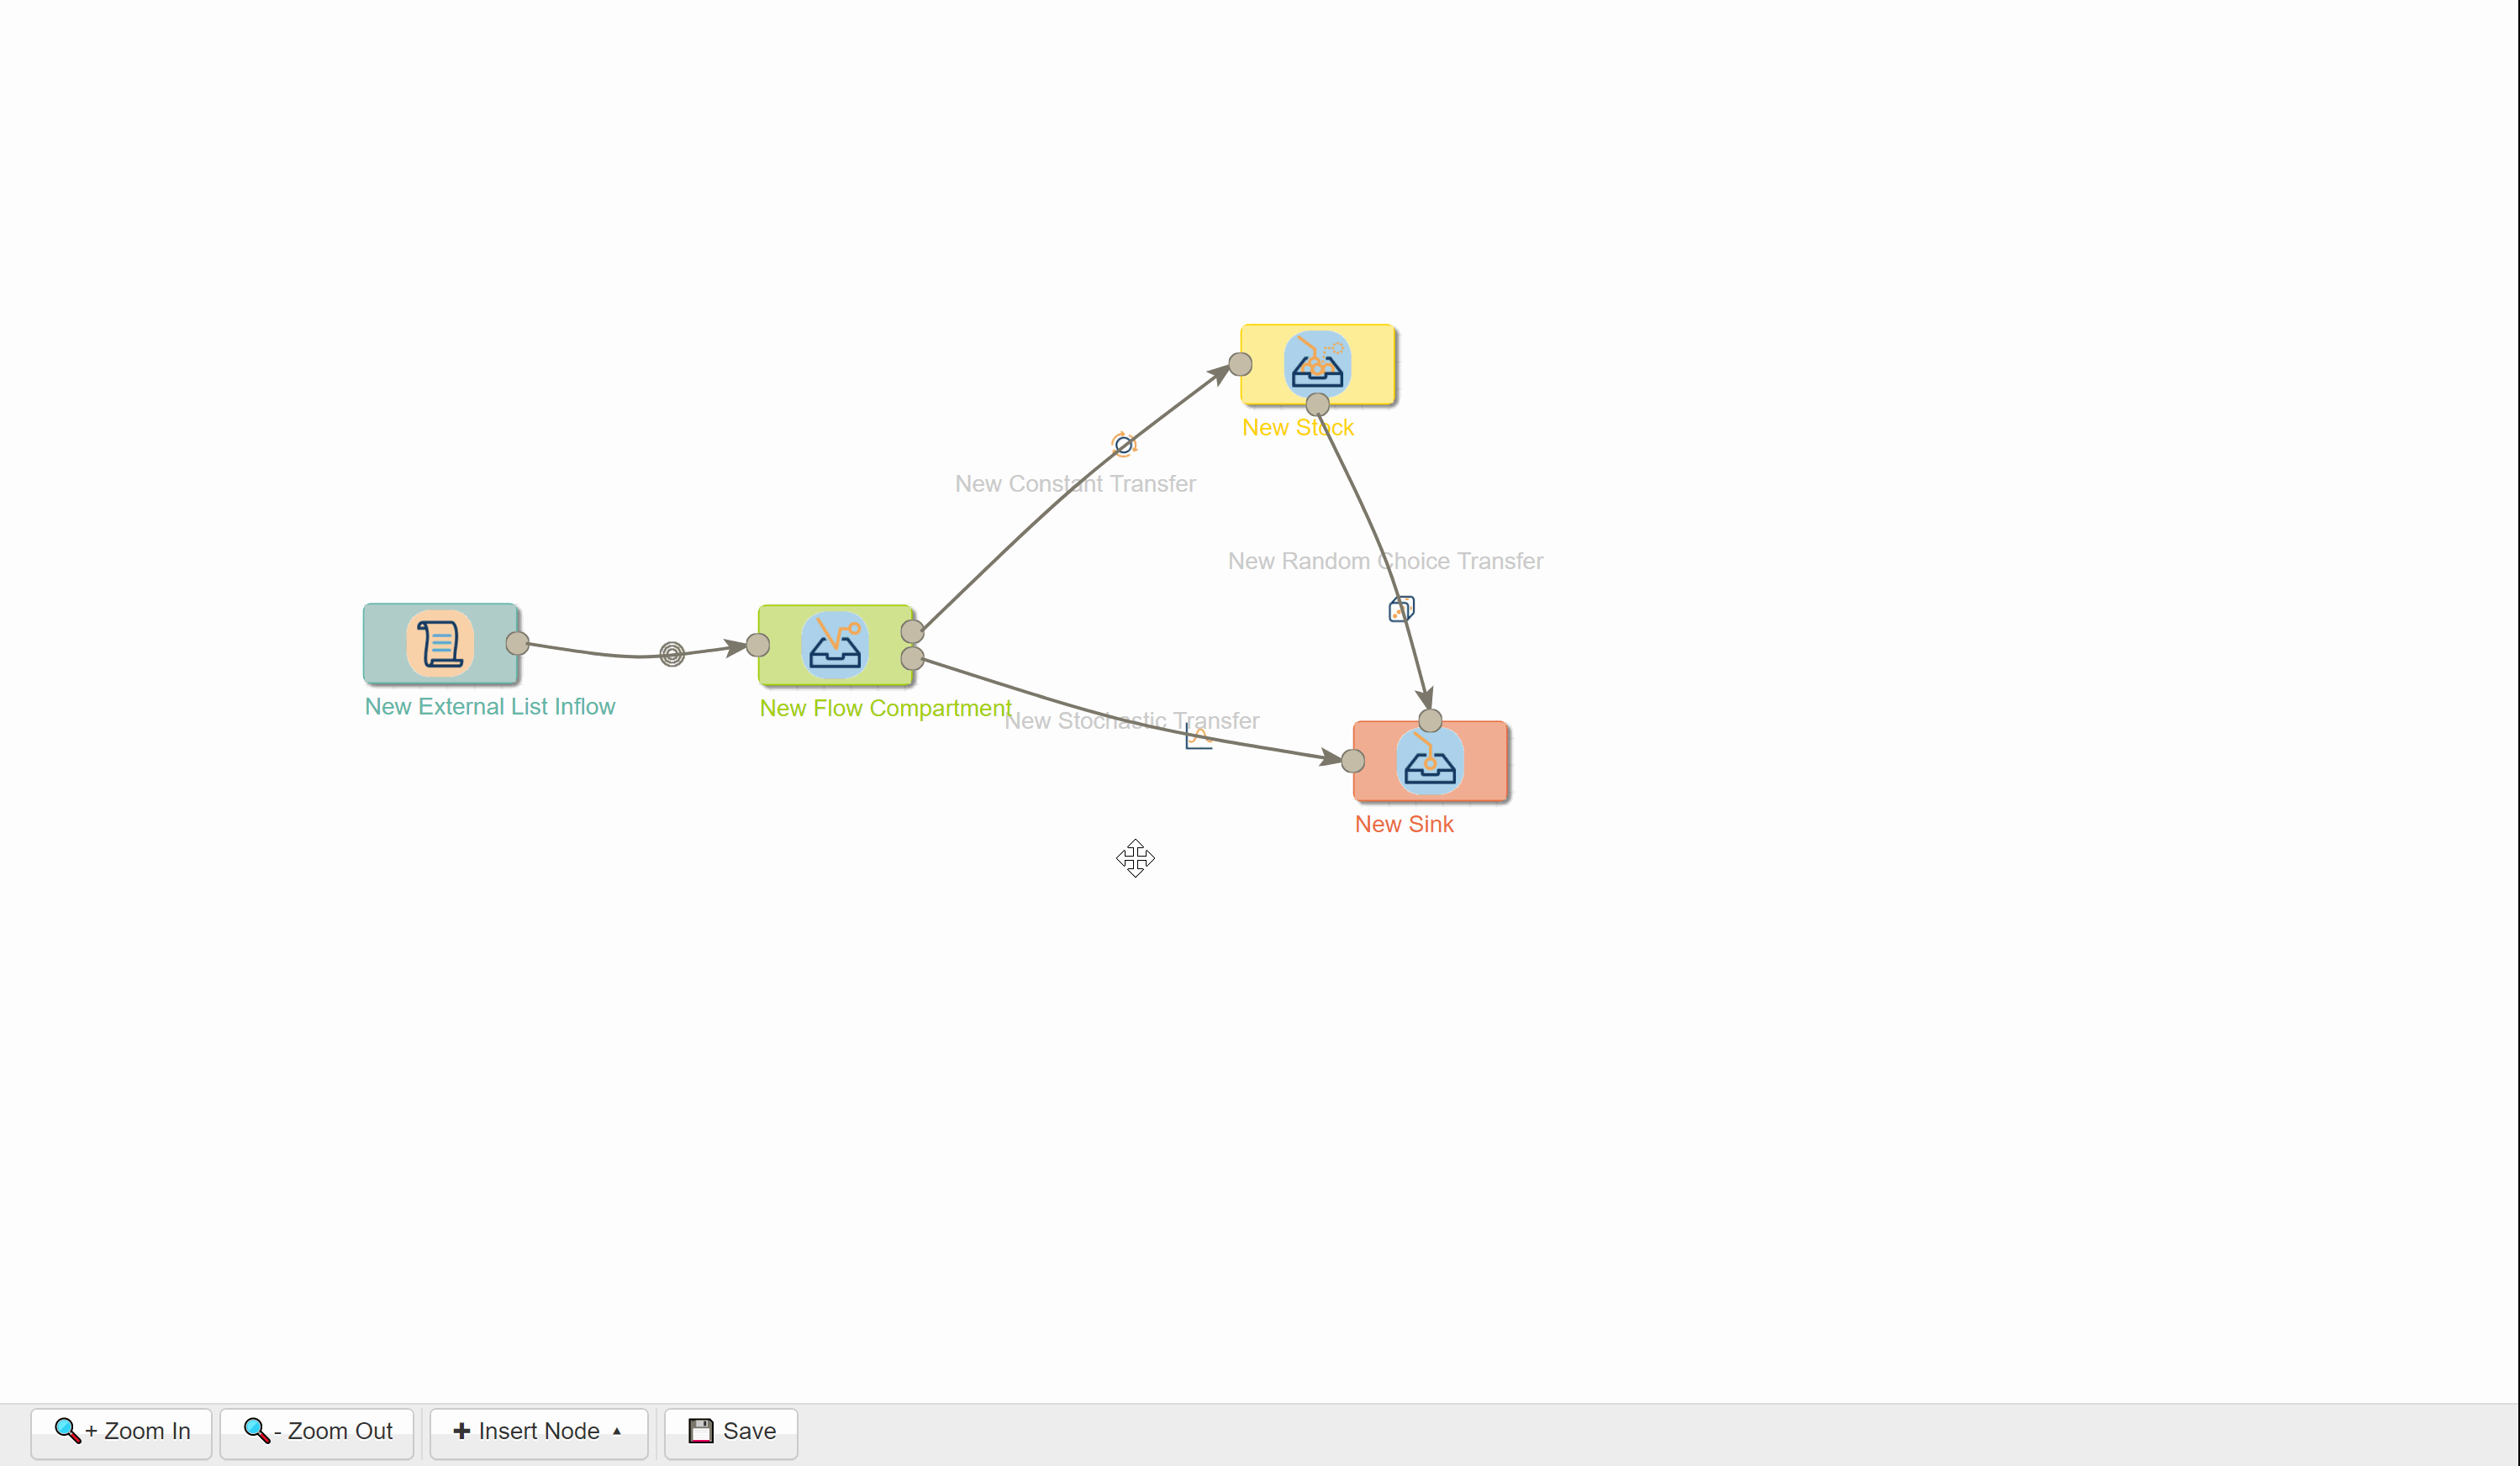 New Stock
New Constant Transfer
New Random Choice Transfer
New External List Inflow
New Flow Compartment
New Stochastic Transfer
New Sink
+ Zoom In
- Zoom Out
+ Insert Node ▲
Save